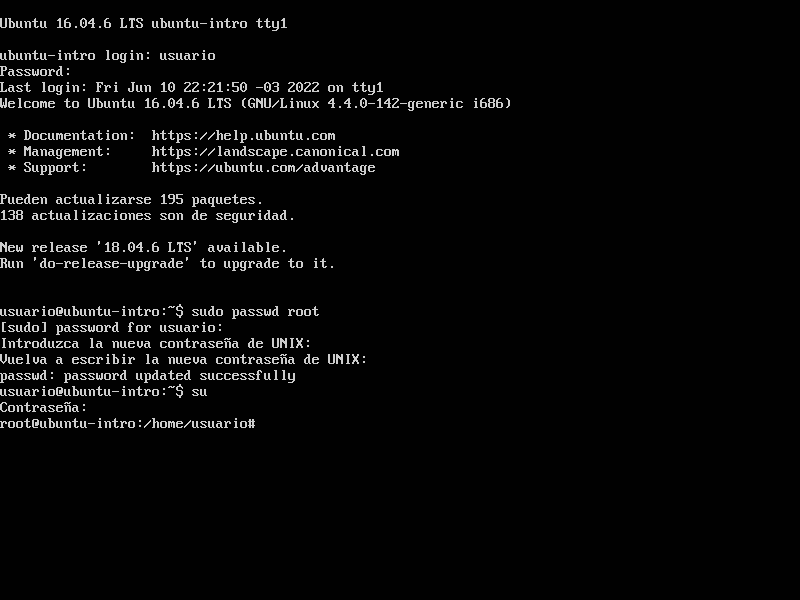 Ubuntu 16.04.6 LTS ubuntu-intro tty1
ubuntu-intro login: usuario
Password:
Last login: Fri Jun 10 22:21:50 -03 2022 on tty1
Welcome to Ubuntu 16.04.6 LTS (GNU/Linux 4.4.0-142-generic i686)
* Documentation:  https://help.ubuntu.com
* Management:     https://landscape.canonical.com
* Support:        https://ubuntu.com/advantage
Pueden actualizarse 195 paquetes.
138 actualizaciones son de seguridad.
New release '18.04.6 LTS' available.
Run 'do-release-upgrade' to upgrade to it.
usuario@ubuntu-intro:~$ sudo passwd root
[sudo] password for usuario:
Introduzca la nueva contraseña de UNIX:
Vuelva a escribir la nueva contraseña de UNIX:
passwd: password updated successfully
usuario@ubuntu-intro:~$ su
Contraseña:
root@ubuntu-intro:/home/usuario#